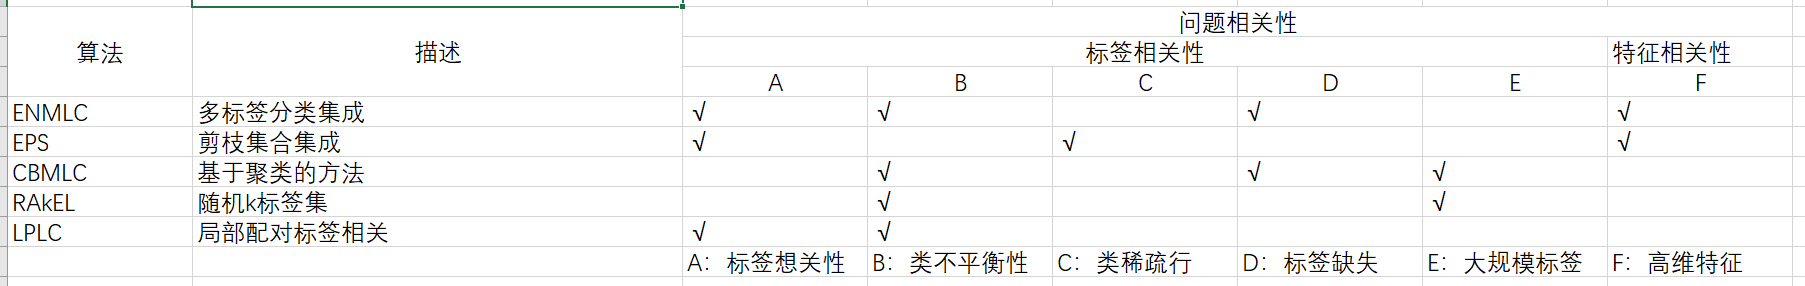 问题相关性
算法 描述 标签相关性 特征相关性
A B C D E F
ENMLC 多标签分类集成 √ √ √ √
EPS 剪枝集合集成 √ √ √
CBMLC 基于聚类的方法 √ √ √
RAkEL 随机k标签集 √ √
LPLC 局部配对标签相关 √ √
A：标签想关性 B：类不平衡性 C：类稀疏行 D：标签缺失 E：大规模标签 F：高维特征